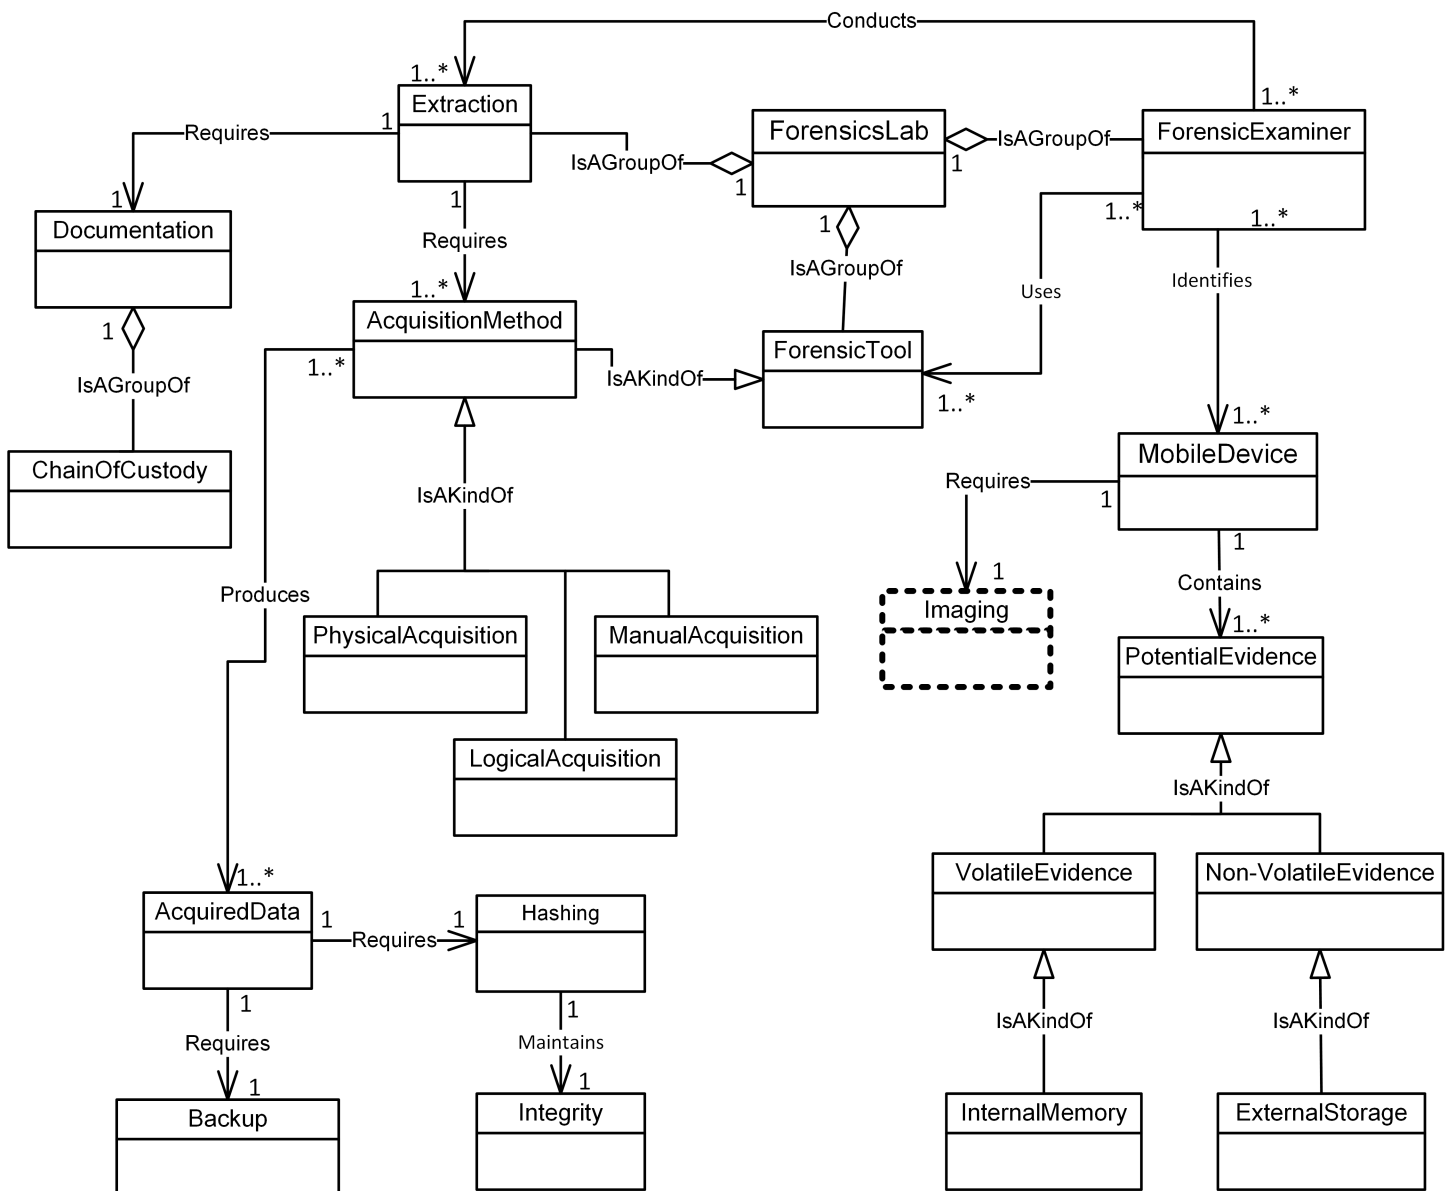 Conducts
1..*
1..*
Extraction
ForensicsLab
ForensicExaminer
1
Requires
IsAGroupOf
1
1
IsAGroupOf
1
1
1
1..*
1..*
Documentation
Requires
IsAGroupOf
Uses
Identifies
1..*
AcquisitionMethod
1..*
ForensicTool
IsAKindOf
1..*
1
IsAGroupOf
ChainOfCustody
1..*
MobileDevice
Requires
1
1
IsAKindOf
Contains
1
Imaging
1..*
PotentialEvidence
Produces
PhysicalAcquisition
ManualAcquisition
LogicalAcquisition
IsAKindOf
VolatileEvidence
Non-VolatileEvidence
1..*
AcquiredData
1
Requires
1
Hashing
1
Requires
1
Backup
1
Maintains
1
Integrity
IsAKindOf
IsAKindOf
InternalMemory
ExternalStorage